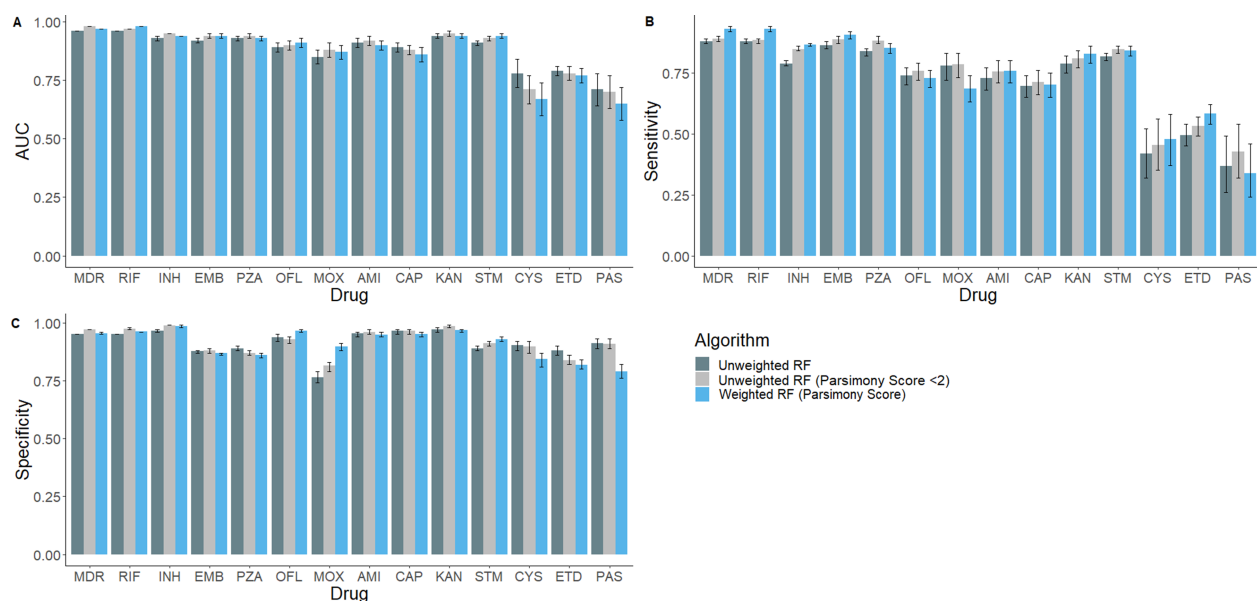 A
AUC
1.00
0.75
0.50
0.25
0.00
MDR RIF INH EMB PZA OFL MOX AMI CAP KAN STM CYS ETD PAS
Drug
B
Sensitivity
0.75
0.50
0.25
0.00
MDR RIF INH EMB PZA OFL MOX AMI CAP KAN STM CYS ETD PAS
Drug
C
Specificity
1.00
0.75
0.50
0.25
0.00
MDR RIF INH EMB PZA OFL MOX AMI CAP KAN STM CYS ETD PAS
Drug
Algorithm
Unweighted RF
Unweighted RF (Parsimony Score <2)
Weighted RF (Parsimony Score)